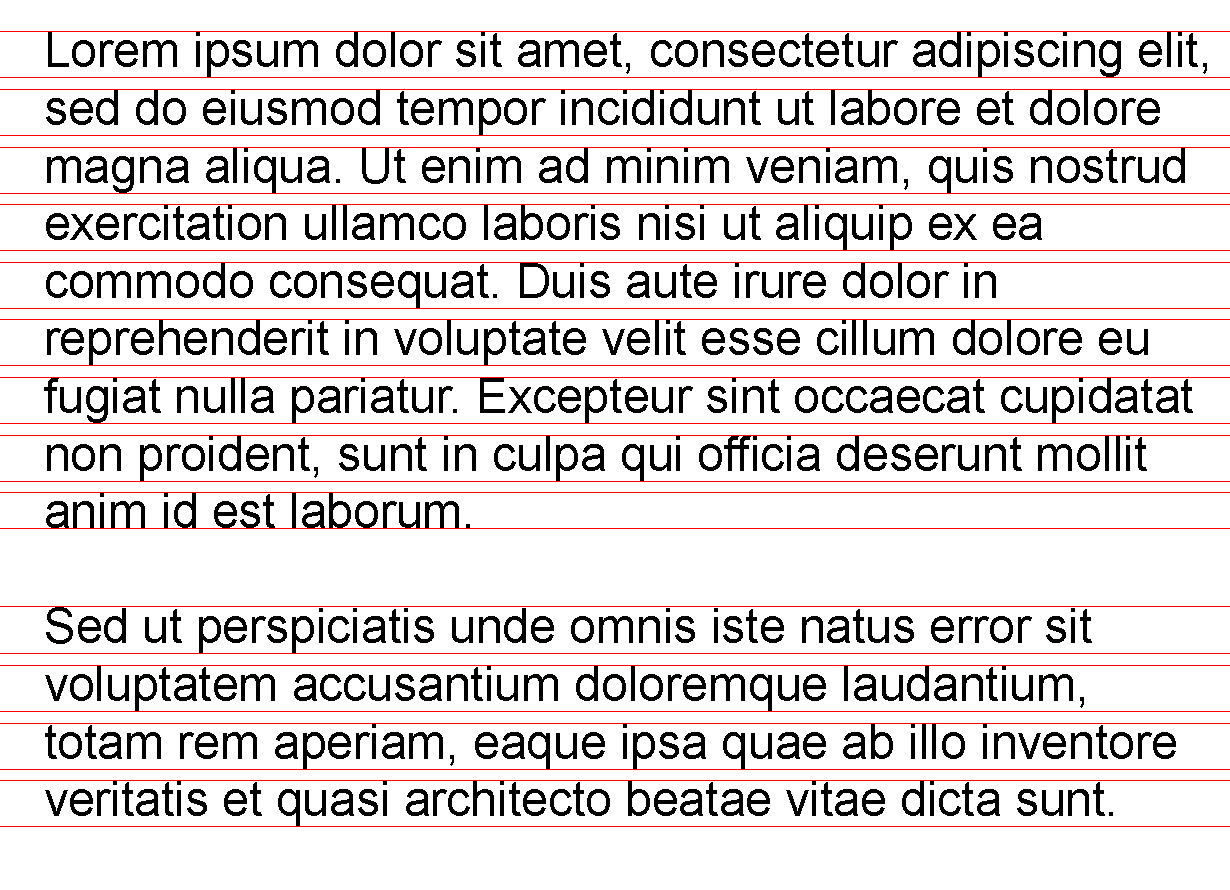 Lorem ipsum dolor sit amet, consectetur adipiscing elit,
sed do eiusmod tempor incididunt ut labore et dolore
magna aliqua. Ut enim ad minim veniam, quis nostrud
exercitation ullamco laboris nisi ut aliquip ex ea
commodo consequat. Duis aute irure dolor in
reprehenderit in voluptate velit esse cillum dolore eu
fugiat nulla pariatur. Excepteur sint occaecat cupidatat
non proident, sunt in culpa qui officia deserunt mollit
anim id est laborum.
Sed ut perspiciatis unde omnis iste natus error sit
voluptatem accusantium doloremque laudantium,
totam rem aperiam, eaque ipsa quae ab illo inventore
veritatis et quasi architecto beatae vitae dicta sunt.